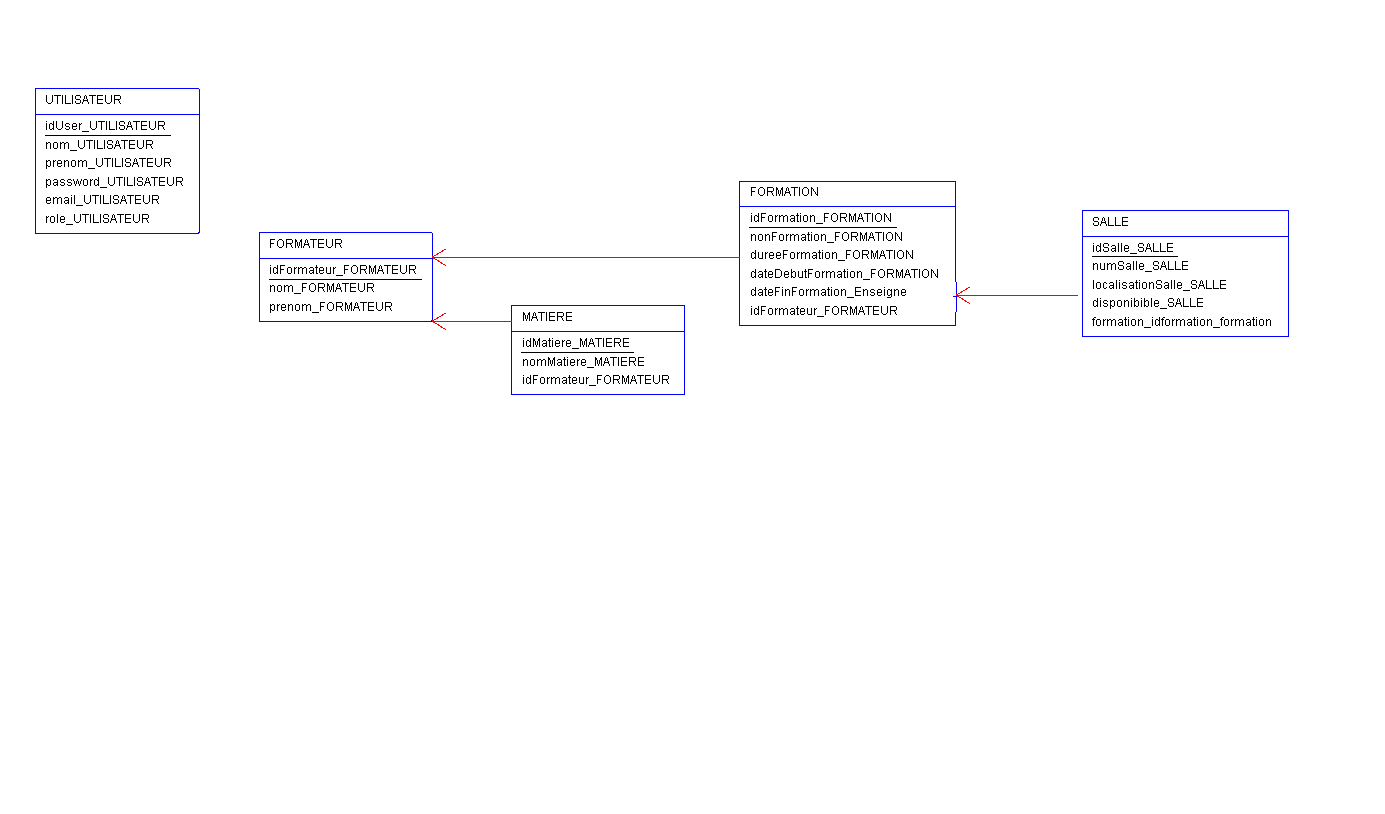 UTILISATEUR
idUser_UTILISATEUR
nom_UTILISATEUR
prenom_UTILISATEUR
password_UTILISATEUR
email_UTILISATEUR
role_UTILISATEUR
FORMATEUR
idFormateur_FORMATEUR
nom_FORMATEUR
prenom_FORMATEUR
MATIERE
idMatiere_MATIERE
nomMatiere_MATIERE
idFormateur_FORMATEUR
FORMATION
idFormation_FORMATION
nonFormation_FORMATION
dureeFormation_FORMATION
dateDebutFormation_FORMATION
dateFinFormation_Enseigne
idFormateur_FORMATEUR
SALLE
idSalle_SALLE
numSalle_SALLE
localisationSalle_SALLE
disponibible_SALLE
formation_idformation_formation